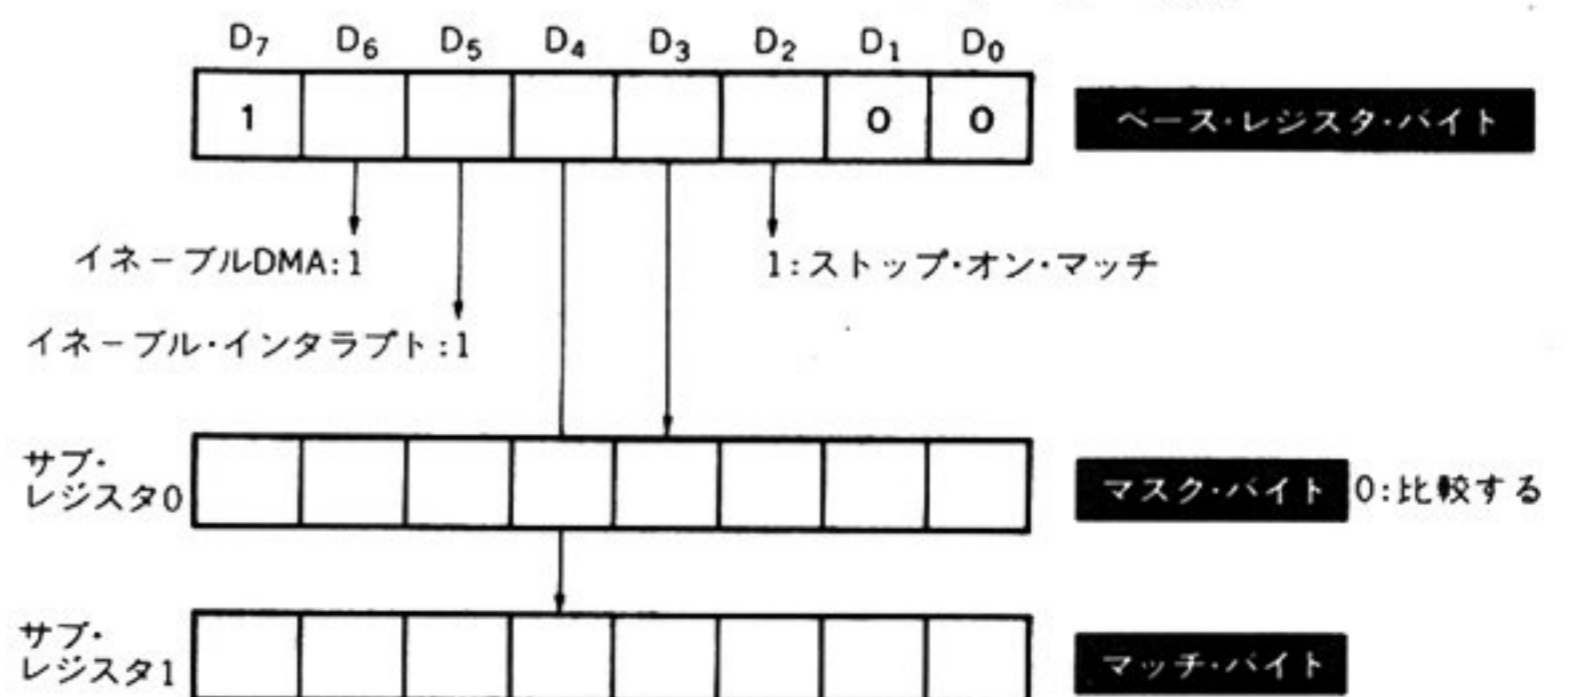 D7 D6 D5 D4 D3 D2 D1 D0
1 0 0 ベース・レジスタ・バイト
イネーブルDMA:1 1:ストップ・オン・マッチ
イネーブル・インタラプト:1
サブ・
レジスタ0
マスク・バイト 0:比較する
サブ・
レジスタ1
マッチ・バイト